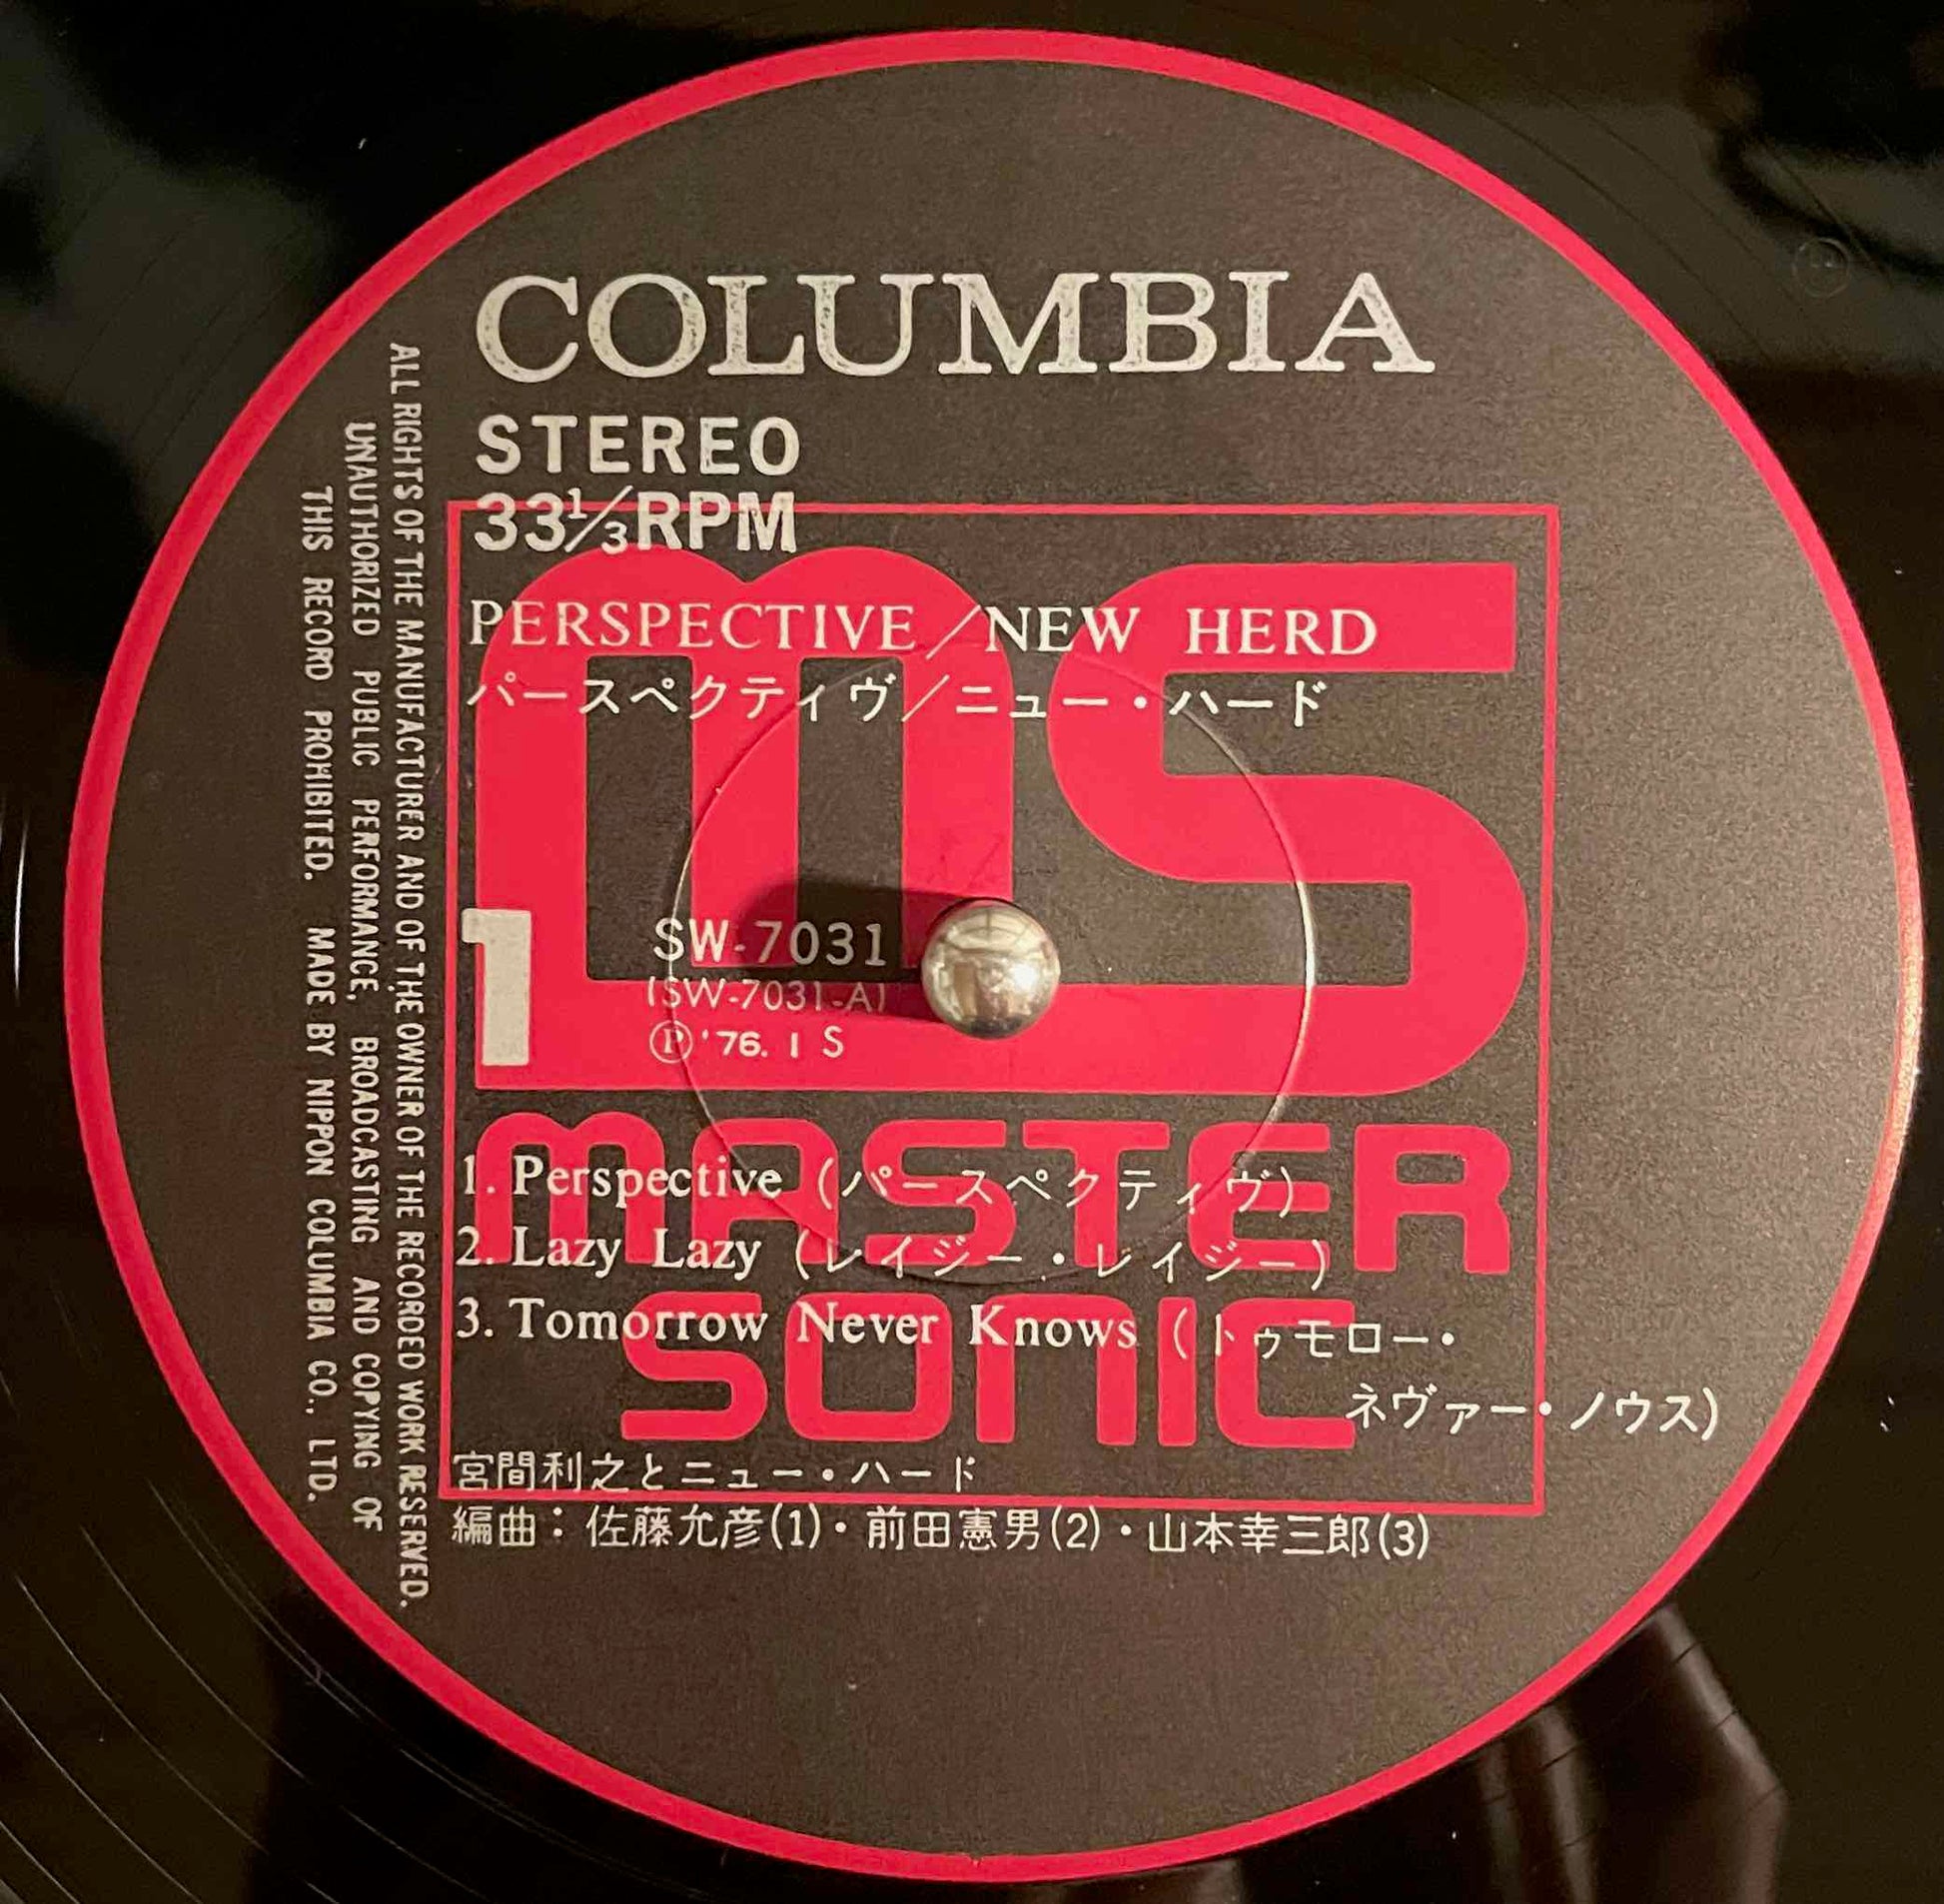 COLUMBIA
STEREO
33⅓RPM
PERSPECTIVE/NEW HERD
パースペクティヴ/ニュー・ハード
ms
1
SW-7031
(SW-7031-A)
Ⓟ'76. 1 S
MASTER
SONIC
1. Perspective (パースペクティヴ)
2. Lazy Lazy (レイジー・レイジー)
3. Tomorrow Never Knows (トゥモロー・
ネヴァー・ノウス)
宮間利之とニュー・ハード
編曲：佐藤允彦(1)・前田憲男(2)・山本幸三郎(3)
ALL RIGHTS OF THE MANUFACTURER AND OF THE OWNER OF THE RECORDED WORK RESERVED.
UNAUTHORIZED PUBLIC PERFORMANCE, BROADCASTING AND COPYING OF
THIS RECORD PROHIBITED. MADE BY NIPPON COLUMBIA CO., LTD.